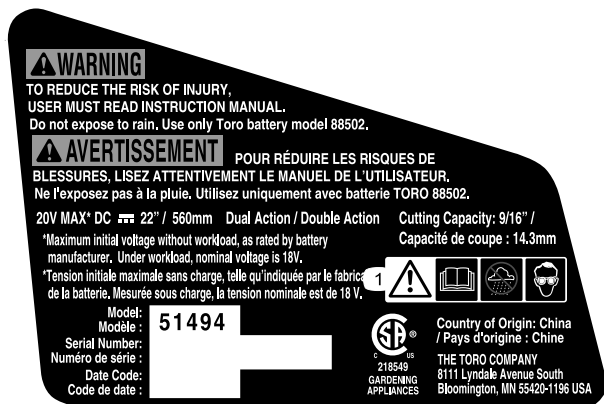 WARNING
TO REDUCE THE RISK OF INJURY,
USER MUST READ INSTRUCTION MANUAL.
Do not expose to rain. Use only Toro battery model 88502.
AVERTISSEMENT POUR RÉDUIRE LES RISQUES DE
BLESSURES, LISEZ ATTENTIVEMENT LE MANUEL DE L'UTILISATEUR.
Ne l'exposez pas à la pluie. Utilisez uniquement avec batterie TORO 88502.
20V MAX* DC 22" / 560mm Dual Action / Double Action
*Maximum initial voltage without workload, as rated by battery
manufacturer. Under workload, nominal voltage is 18V.
*Tension initiale maximale sans charge, telle qu'indiquée par le fabrica
de la batterie. Mesurée sous charge, la tension nominale est de 18 V.
Cutting Capacity: 9/16" /
Capacité de coupe : 14.3mm
1
Model:
Modèle : 51494
Serial Number:
Numéro de série :
Date Code:
Code de date :
CSA ®
C US
218549
GARDENING
APPLIANCES
Country of Origin: China
/ Pays d'origine : Chine
THE TORO COMPANY
8111 Lyndale Avenue South
Bloomington, MN 55420-1196 USA